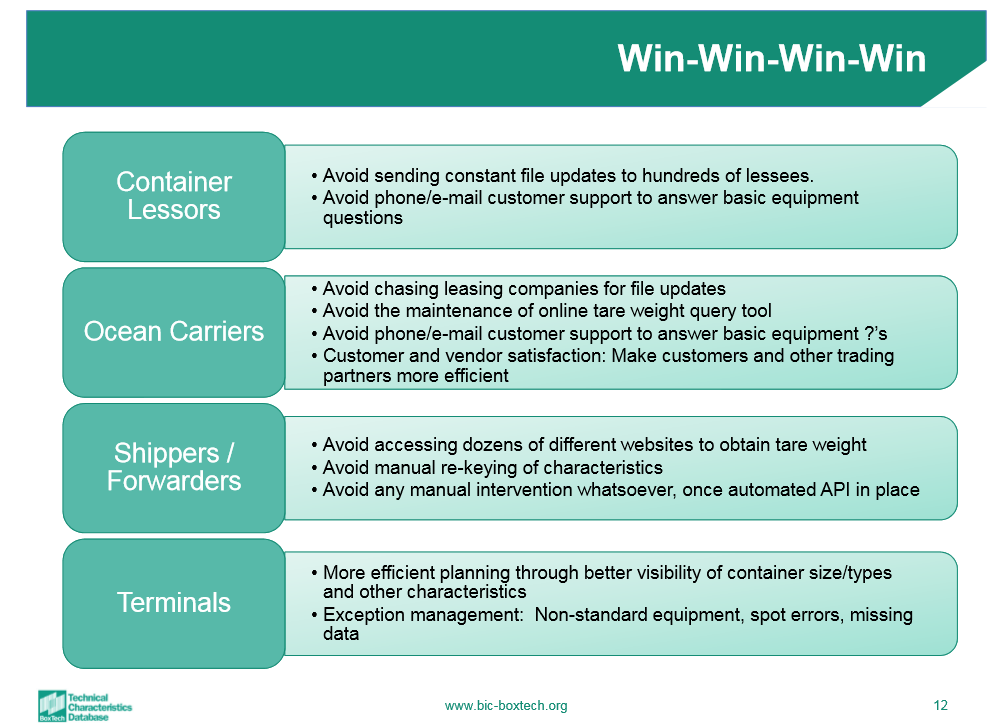 Win-Win-Win-Win
Container
Lessors
• Avoid sending constant file updates to hundreds of lessees.
• Avoid phone/e-mail customer support to answer basic equipment
questions
Ocean Carriers
• Avoid chasing leasing companies for file updates
• Avoid the maintenance of online tare weight query tool
• Avoid phone/e-mail customer support to answer basic equipment ?’s
• Customer and vendor satisfaction: Make customers and other trading
partners more efficient
Shippers /
Forwarders
• Avoid accessing dozens of different websites to obtain tare weight
• Avoid manual re-keying of characteristics
• Avoid any manual intervention whatsoever, once automated API in place
Terminals
• More efficient planning through better visibility of container size/types
and other characteristics
• Exception management:  Non-standard equipment, spot errors, missing
data
BoxTech
Technical
Characteristics
Database
www.bic-boxtech.org
12